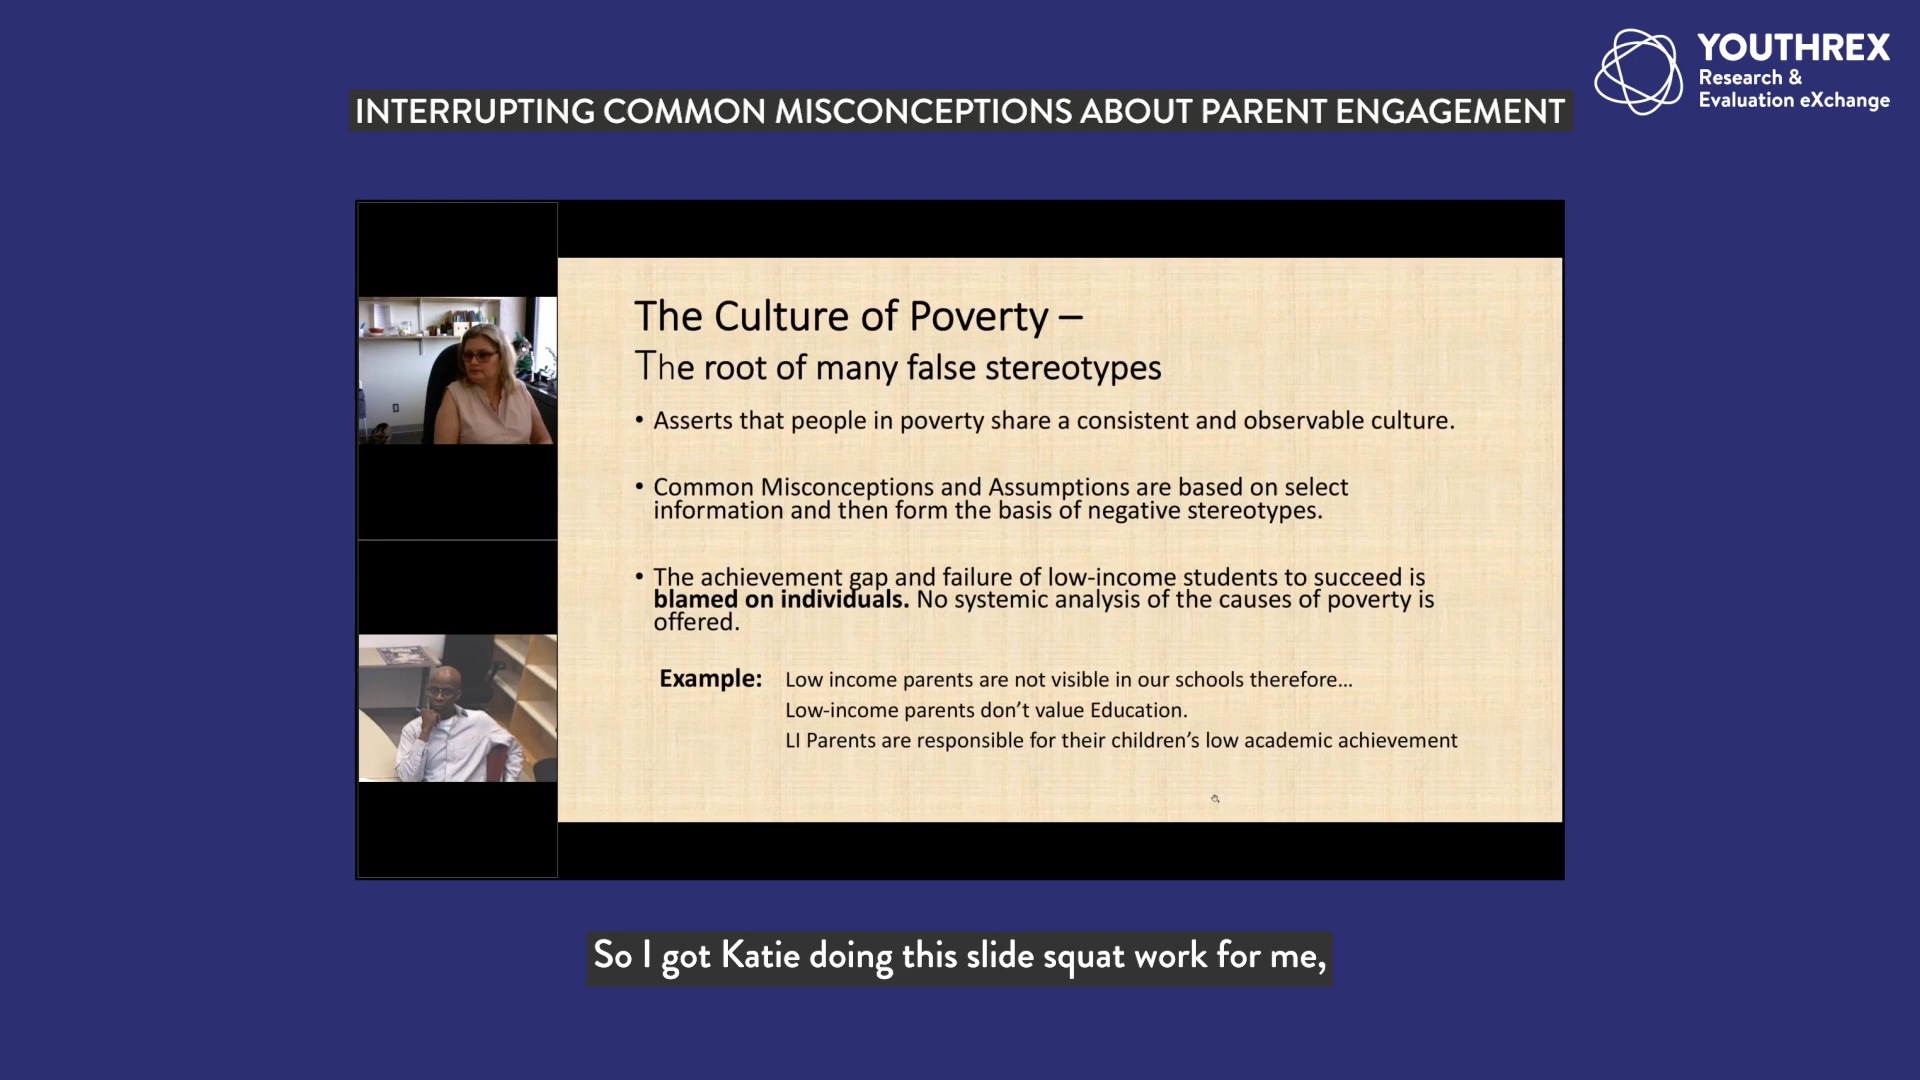 YOUTHREX
Research &
Evaluation eXchange
INTERRUPTING COMMON MISCONCEPTIONS ABOUT PARENT ENGAGEMENT
The Culture of Poverty –
The root of many false stereotypes
• Asserts that people in poverty share a consistent and observable culture.
• Common Misconceptions and Assumptions are based on select
information and then form the basis of negative stereotypes.
• The achievement gap and failure of low-income students to succeed is
blamed on individuals. No systemic analysis of the causes of poverty is
offered.
Example: Low income parents are not visible in our schools therefore...
Low-income parents don't value Education.
LI Parents are responsible for their children's low academic achievement
So I got Katie doing this slide squat work for me,